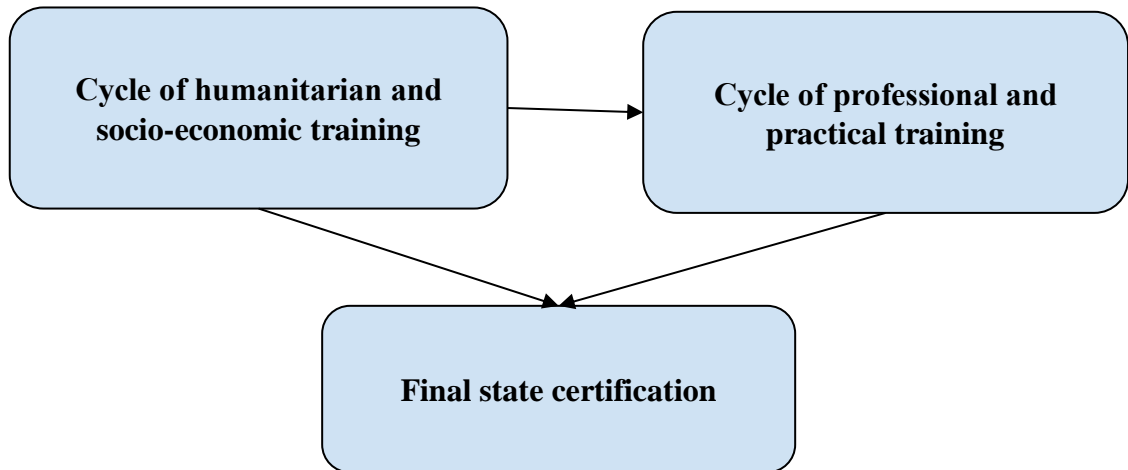 Cycle of humanitarian and
socio-economic training
Cycle of professional and
practical training
Final state certification